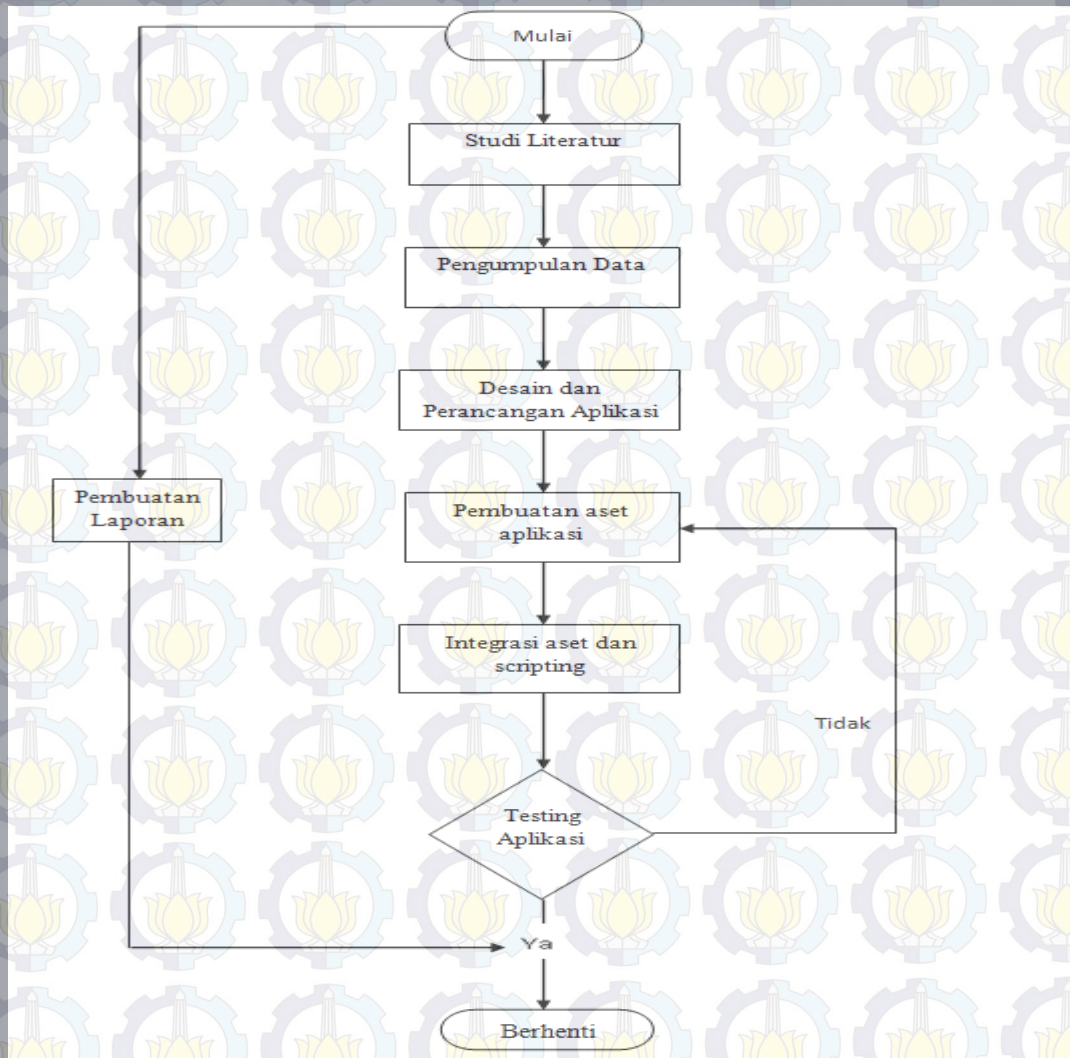 Mulai
Studi Literatur
Pengumpulan Data
Desain dan
Perancangan Aplikasi
Pembuatan
Laporan
Pembuatan aset
aplikasi
Integrasi aset dan
scripting
Tidak
Testing
Aplikasi
Ya
Berhenti